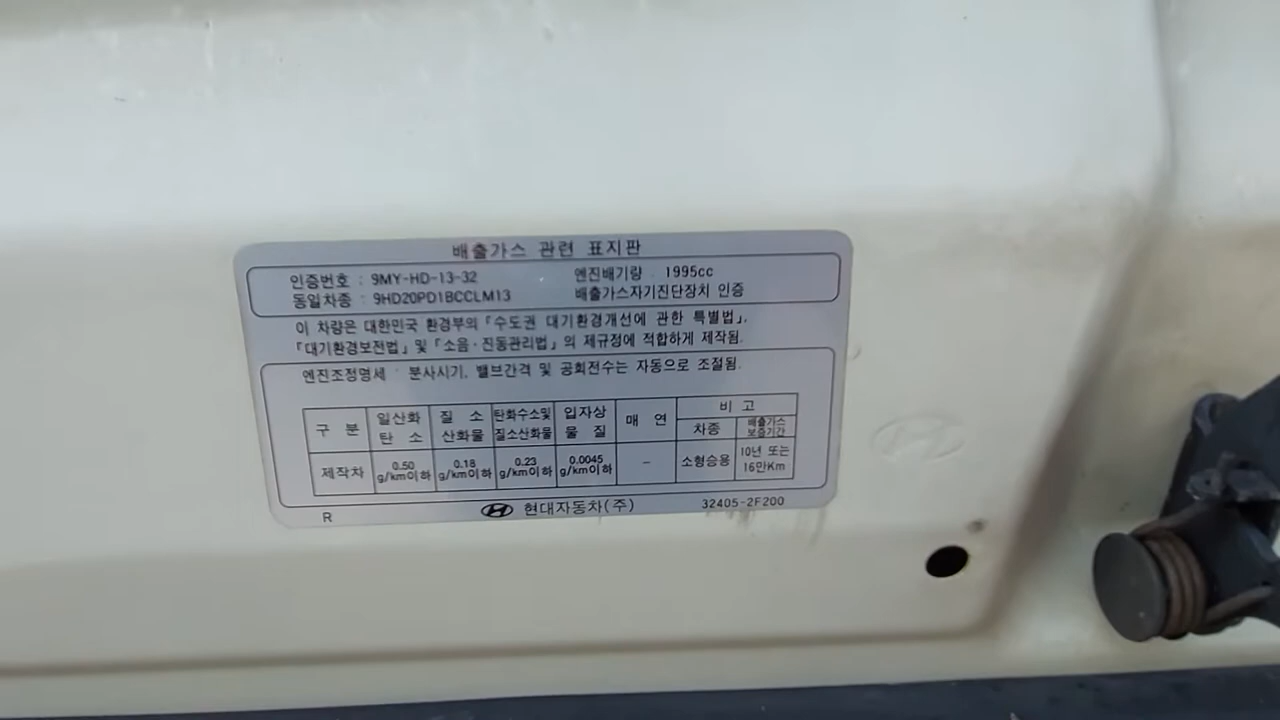 배출가스 관련 표지판
인증번호 : 9MY-HD-13-32 엔진배기량 : 1995cc
동일차종 : 9HD20PD1BCCLM13 배출가스자기진단장치 인증
이 차량은 대한민국 환경부의 「수도권 대기환경개선에 관한 특별법」,
「대기환경보전법」 및 「소음·진동관리법」의 제규정에 적합하게 제작됨.
엔진조정명세 : 분사시기, 밸브간격 및 공회전수는 자동으로 조절됨.
구 분 일산화 탄 소 질 소 산화물 탄화수소및 질소산화물 입자상 물 질 매 연 비 고
차종 배출가스 보증기간
제작차 0.50 g/km이하 0.18 g/km이하 0.23 g/km이하 0.0045 g/km이하 - 소형승용 10년 또는 16만Km
R 현대자동차(주) 32405-2F200